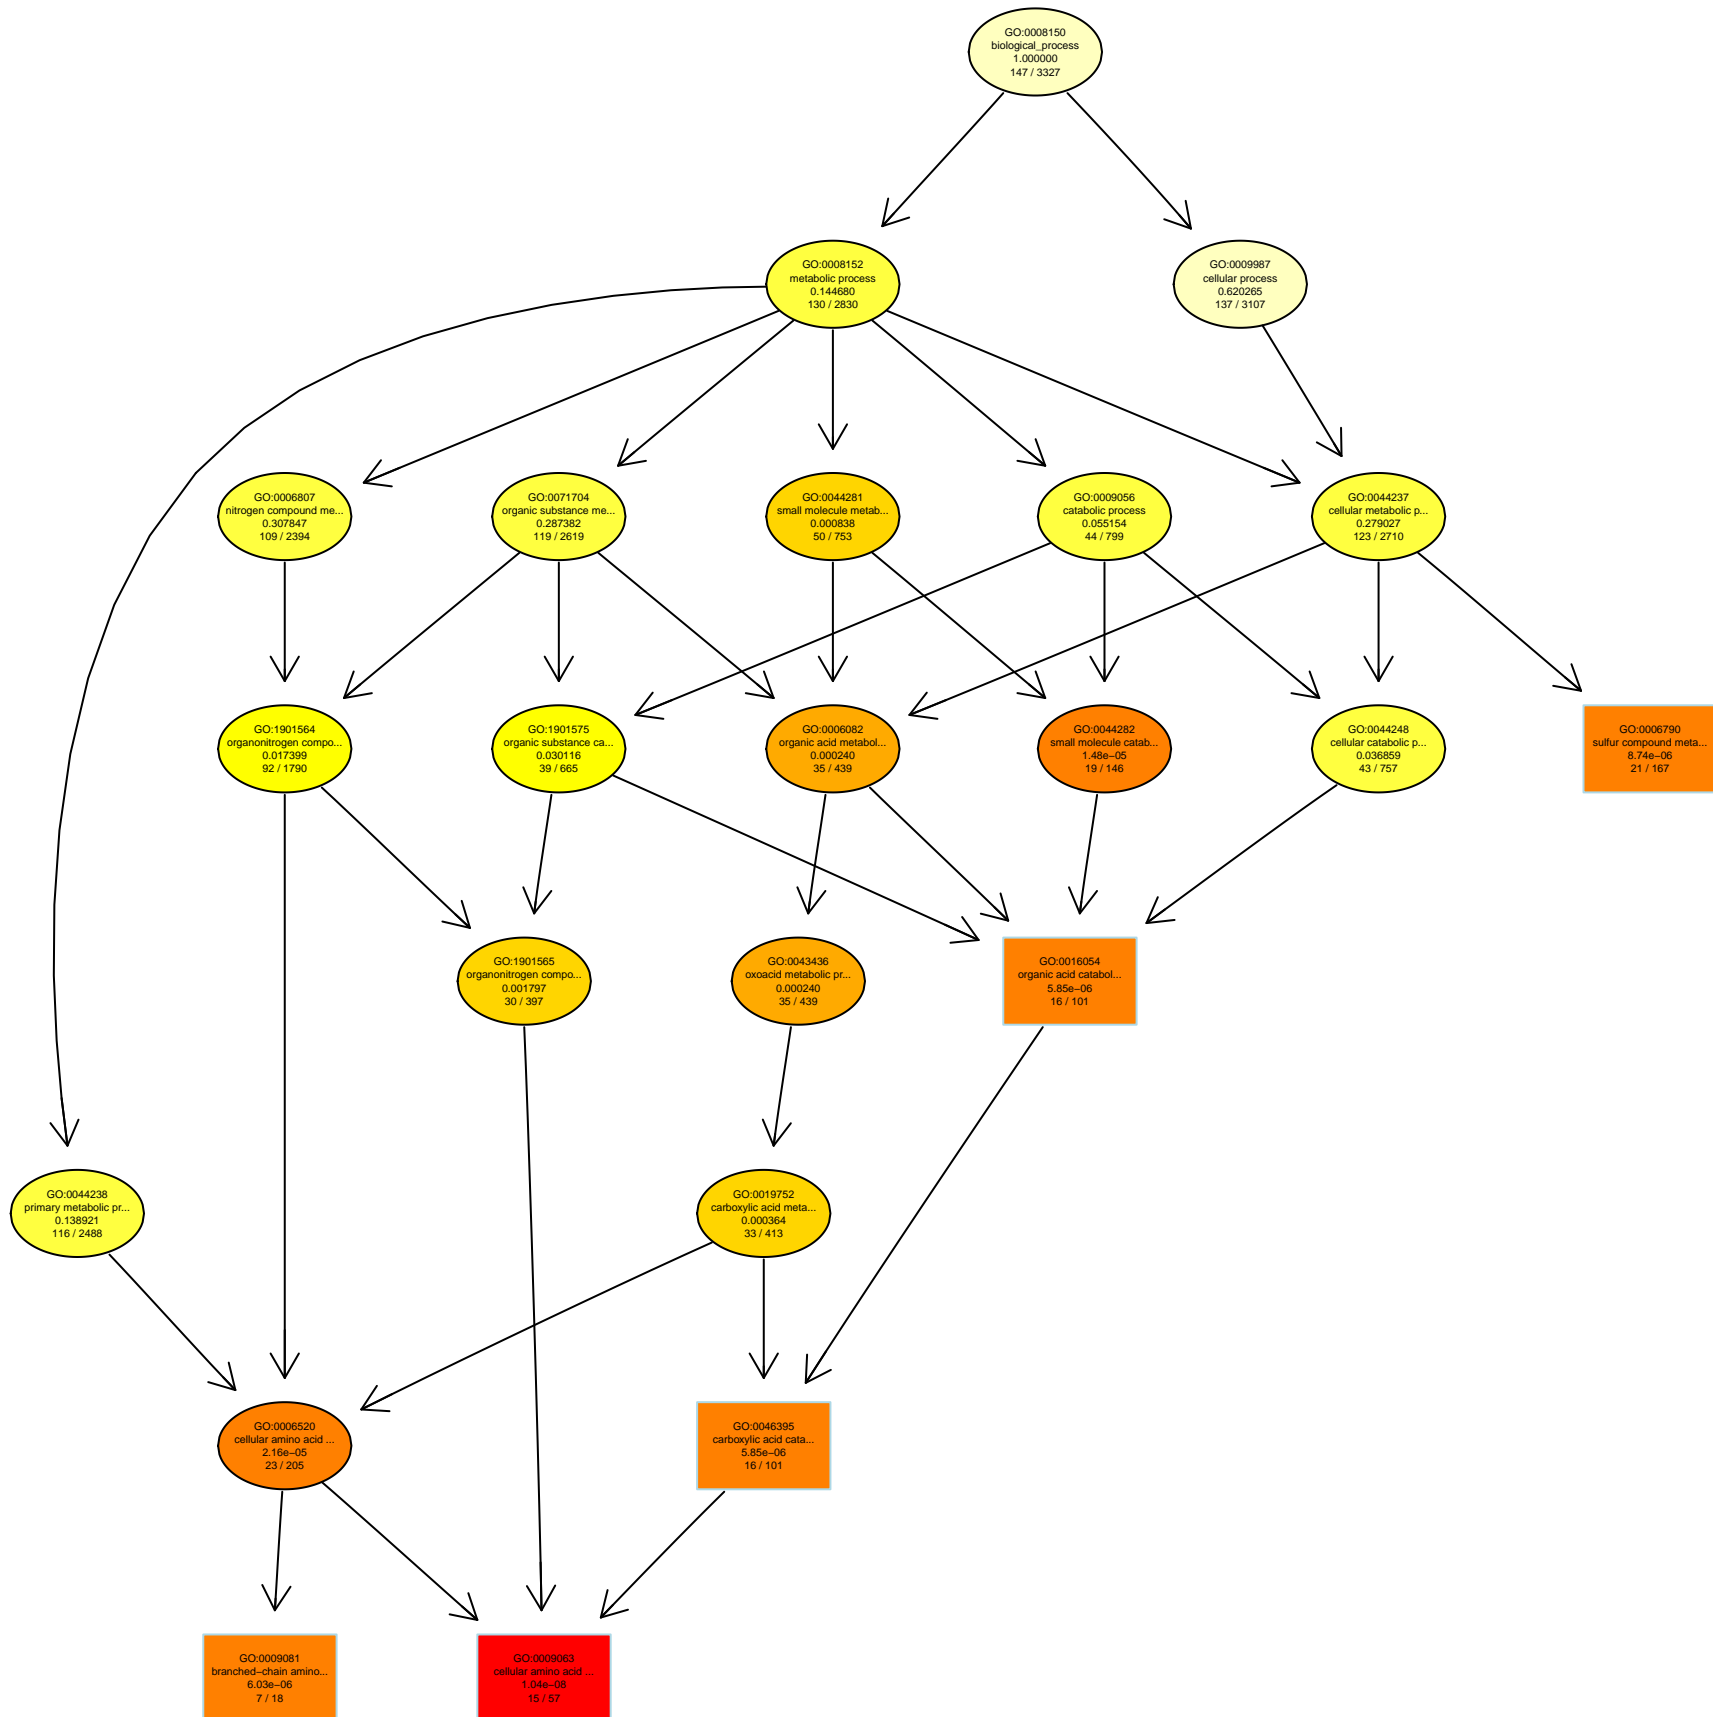 GO:0008150
biological_process
1.000000
147 / 3327
GO:0008152
metabolic process
0.144680
130 / 2830
GO:0009987
cellular process
0.620265
137 / 3107
GO:0006807
nitrogen compound me...
0.307847
109 / 2394
GO:0071704
organic substance me...
0.287382
119 / 2619
GO:0044281
small molecule metab...
0.000838
50 / 753
GO:0009056
catabolic process
0.055154
44 / 799
GO:0044237
cellular metabolic p...
0.279027
123 / 2710
GO:1901564
organonitrogen compo...
0.017399
92 / 1790
GO:1901575
organic substance ca...
0.030116
39 / 665
GO:0006082
organic acid metabol...
0.000240
35 / 439
GO:0044282
small molecule catab...
1.48e−05
19 / 146
GO:0044248
cellular catabolic p...
0.036859
43 / 757
GO:0006790
sulfur compound meta...
8.74e−06
21 / 167
GO:1901565
organonitrogen compo...
0.001797
30 / 397
GO:0043436
oxoacid metabolic pr...
0.000240
35 / 439
GO:0016054
organic acid catabol...
5.85e−06
16 / 101
GO:0044238
primary metabolic pr...
0.138921
116 / 2488
GO:0019752
carboxylic acid meta...
0.000364
33 / 413
GO:0006520
cellular amino acid ...
2.16e−05
23 / 205
GO:0046395
carboxylic acid cata...
5.85e−06
16 / 101
GO:0009081
branched−chain amino...
6.03e−06
7 / 18
GO:0009063
cellular amino acid ...
1.04e−08
15 / 57